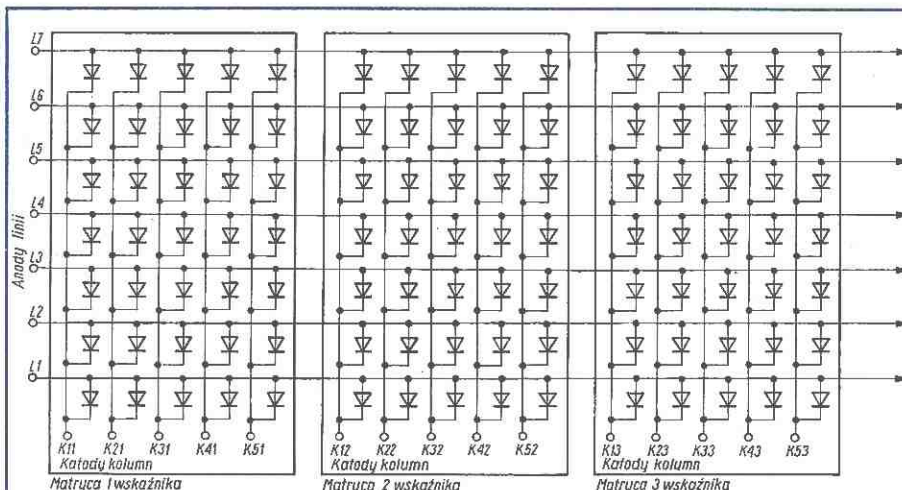 L7
L6
L5
L4
L3
L2
L1
Anody linii
K11 K21 K31 K41 K51
Katody kolumn
Matryca 1 wskaźnika
K12 K22 K32 K42 K52
Katody kolumn
Matryca 2 wskaźnika
K13 K23 K33 K43 K53
Katody kolumn
Matryca 3 wskaźnika